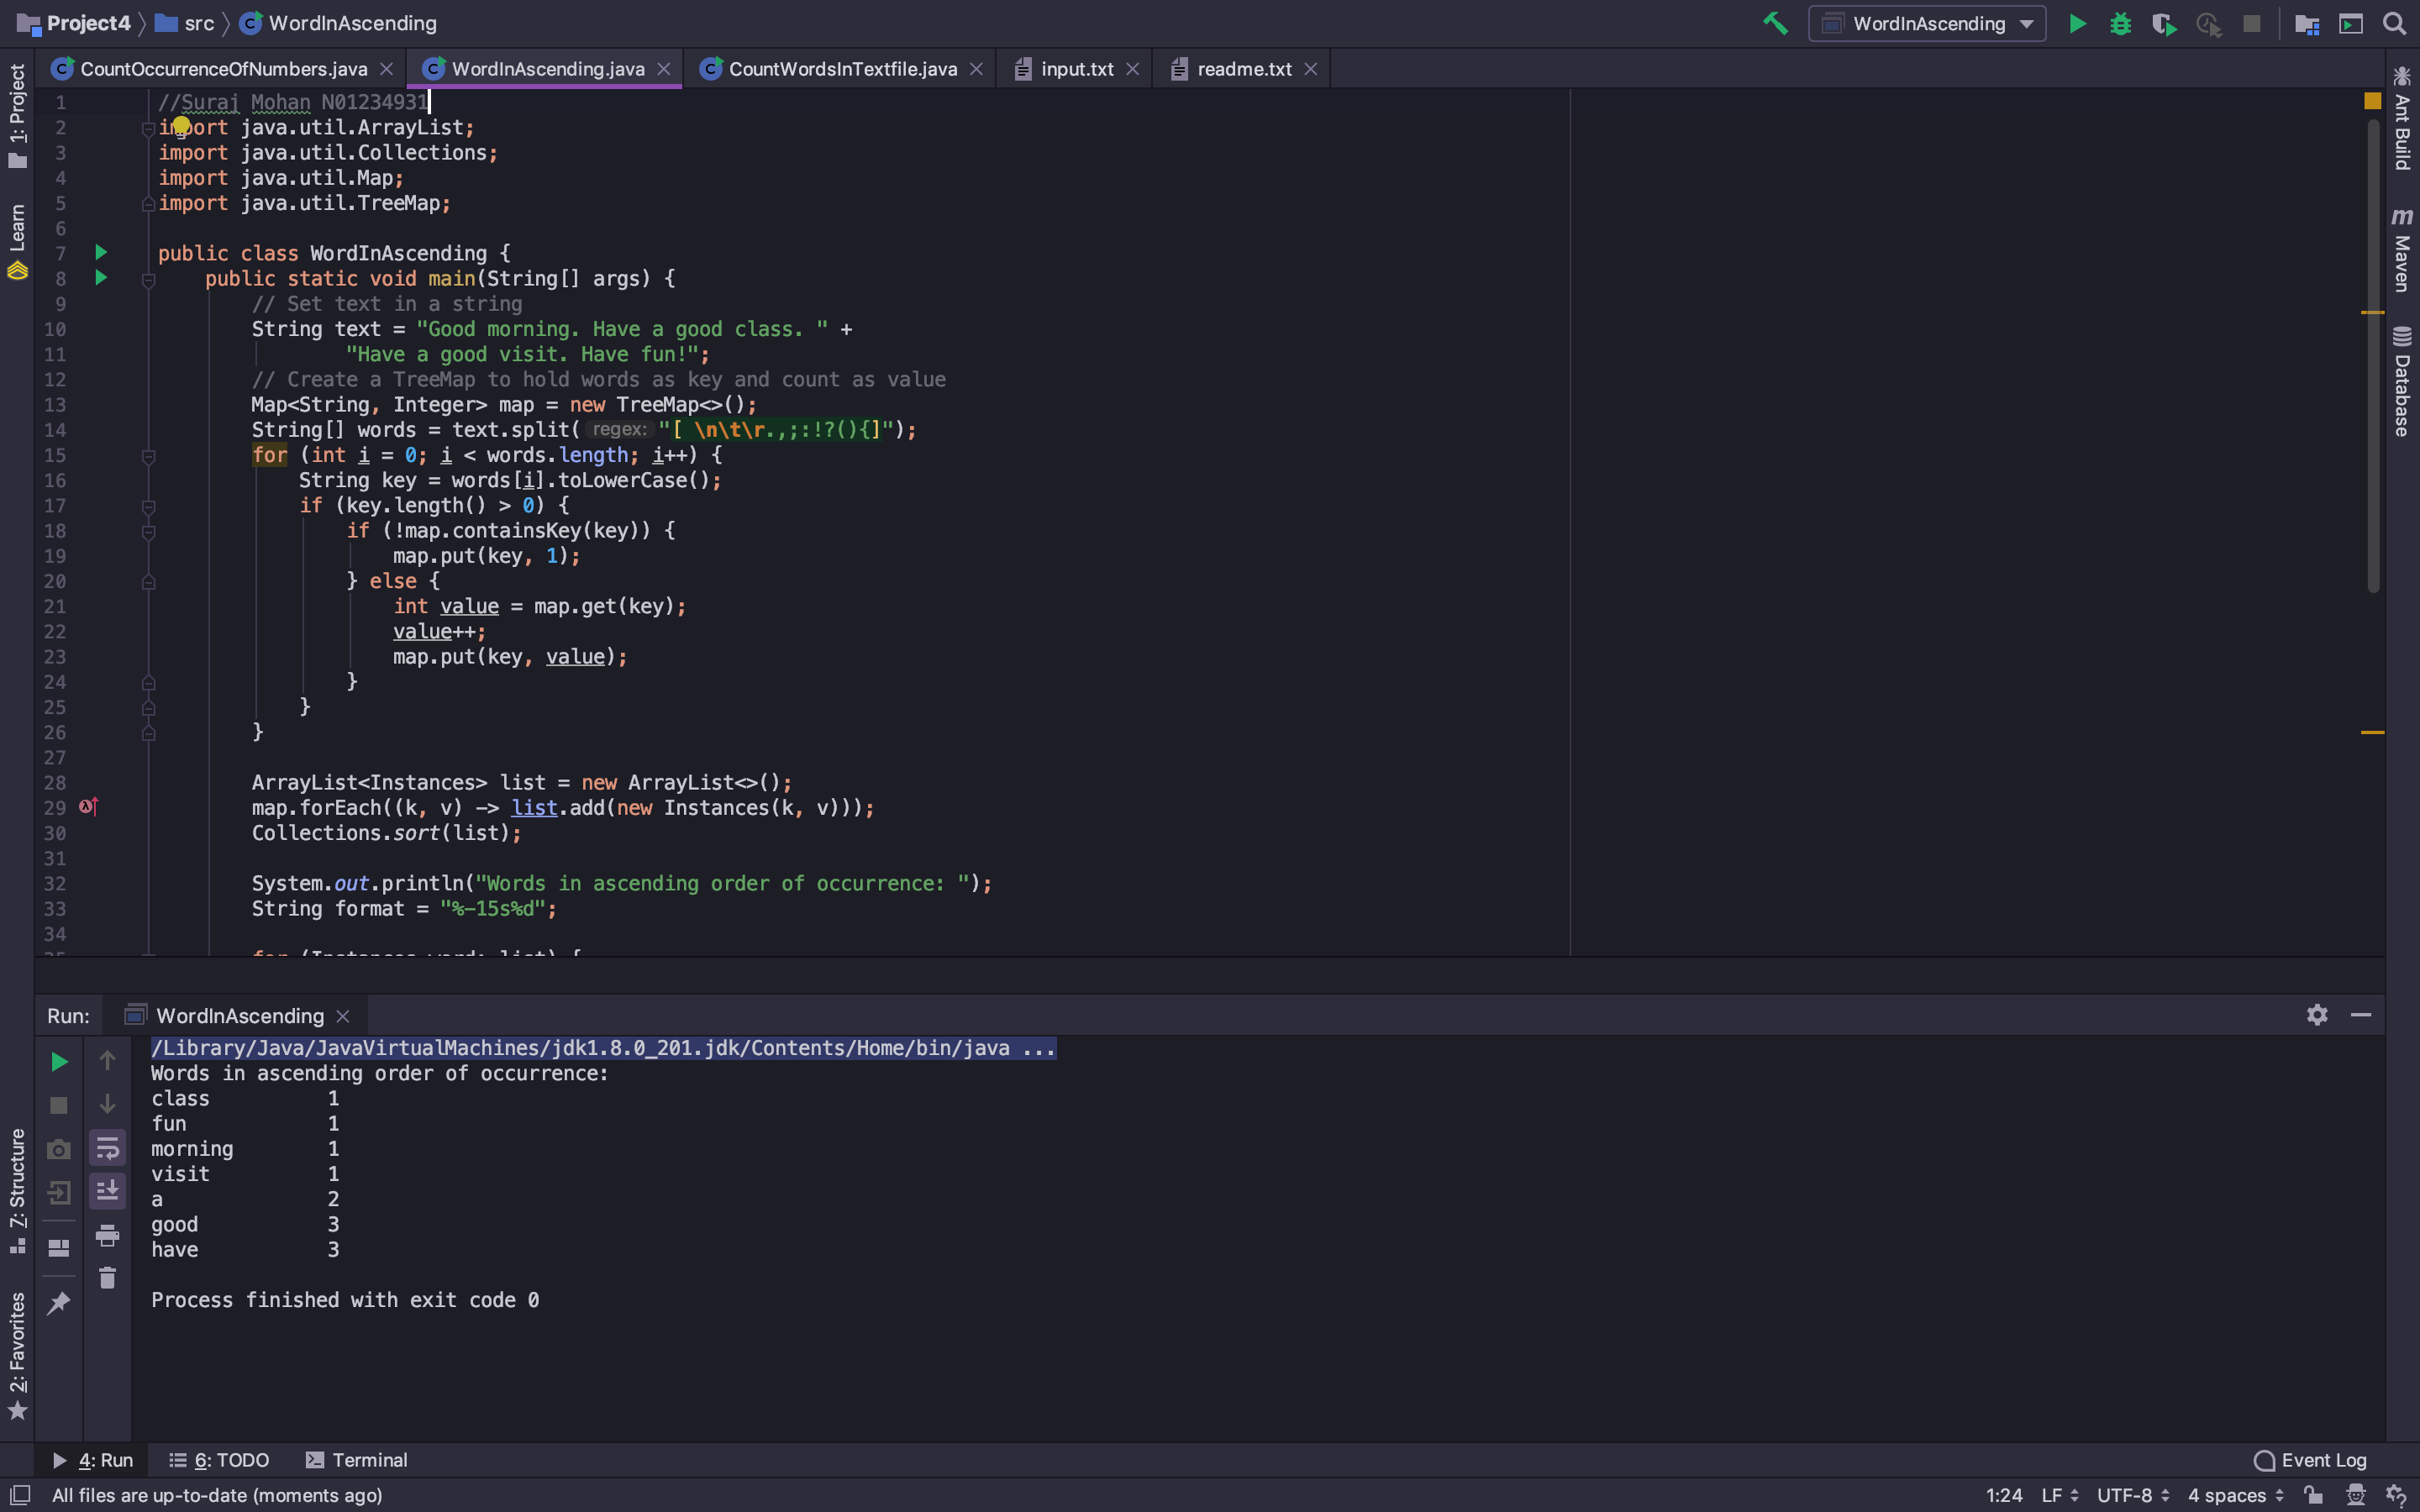 Project4 src WordInAscending WordInAscending
CountOccurrenceOfNumbers.java WordInAscending.java CountWordsInTextfile.java input.txt readme.txt
1 //Suraj Mohan N01234931
2 import java.util.ArrayList;
3 import java.util.Collections;
4 import java.util.Map;
5 import java.util.TreeMap;
6
7 public class WordInAscending {
8 public static void main(String[] args) {
9 // Set text in a string
10 String text = "Good morning. Have a good class. " +
11 "Have a good visit. Have fun!";
12 // Create a TreeMap to hold words as key and count as value
13 Map<String, Integer> map = new TreeMap<>();
14 String[] words = text.split( regex: "[ \n\t\r.,;:!?(){]");
15 for (int i = 0; i < words.length; i++) {
16 String key = words[i].toLowerCase();
17 if (key.length() > 0) {
18 if (!map.containsKey(key)) {
19 map.put(key, 1);
20 } else {
21 int value = map.get(key);
22 value++;
23 map.put(key, value);
24 }
25 }
26 }
27
28 ArrayList<Instances> list = new ArrayList<>();
29 map.forEach((k, v) -> list.add(new Instances(k, v)));
30 Collections.sort(list);
31
32 System.out.println("Words in ascending order of occurrence: ");
33 String format = "%-15s%d";
34
35 for (Instances word: list) {
1: Project
Learn
7: Structure
2: Favorites
Ant Build
m Maven
Database
Run: WordInAscending
/Library/Java/JavaVirtualMachines/jdk1.8.0_201.jdk/Contents/Home/bin/java ...
Words in ascending order of occurrence:
class 1
fun 1
morning 1
visit 1
a 2
good 3
have 3
Process finished with exit code 0
4: Run 6: TODO Terminal Event Log
All files are up-to-date (moments ago) 1:24 LF UTF-8 4 spaces